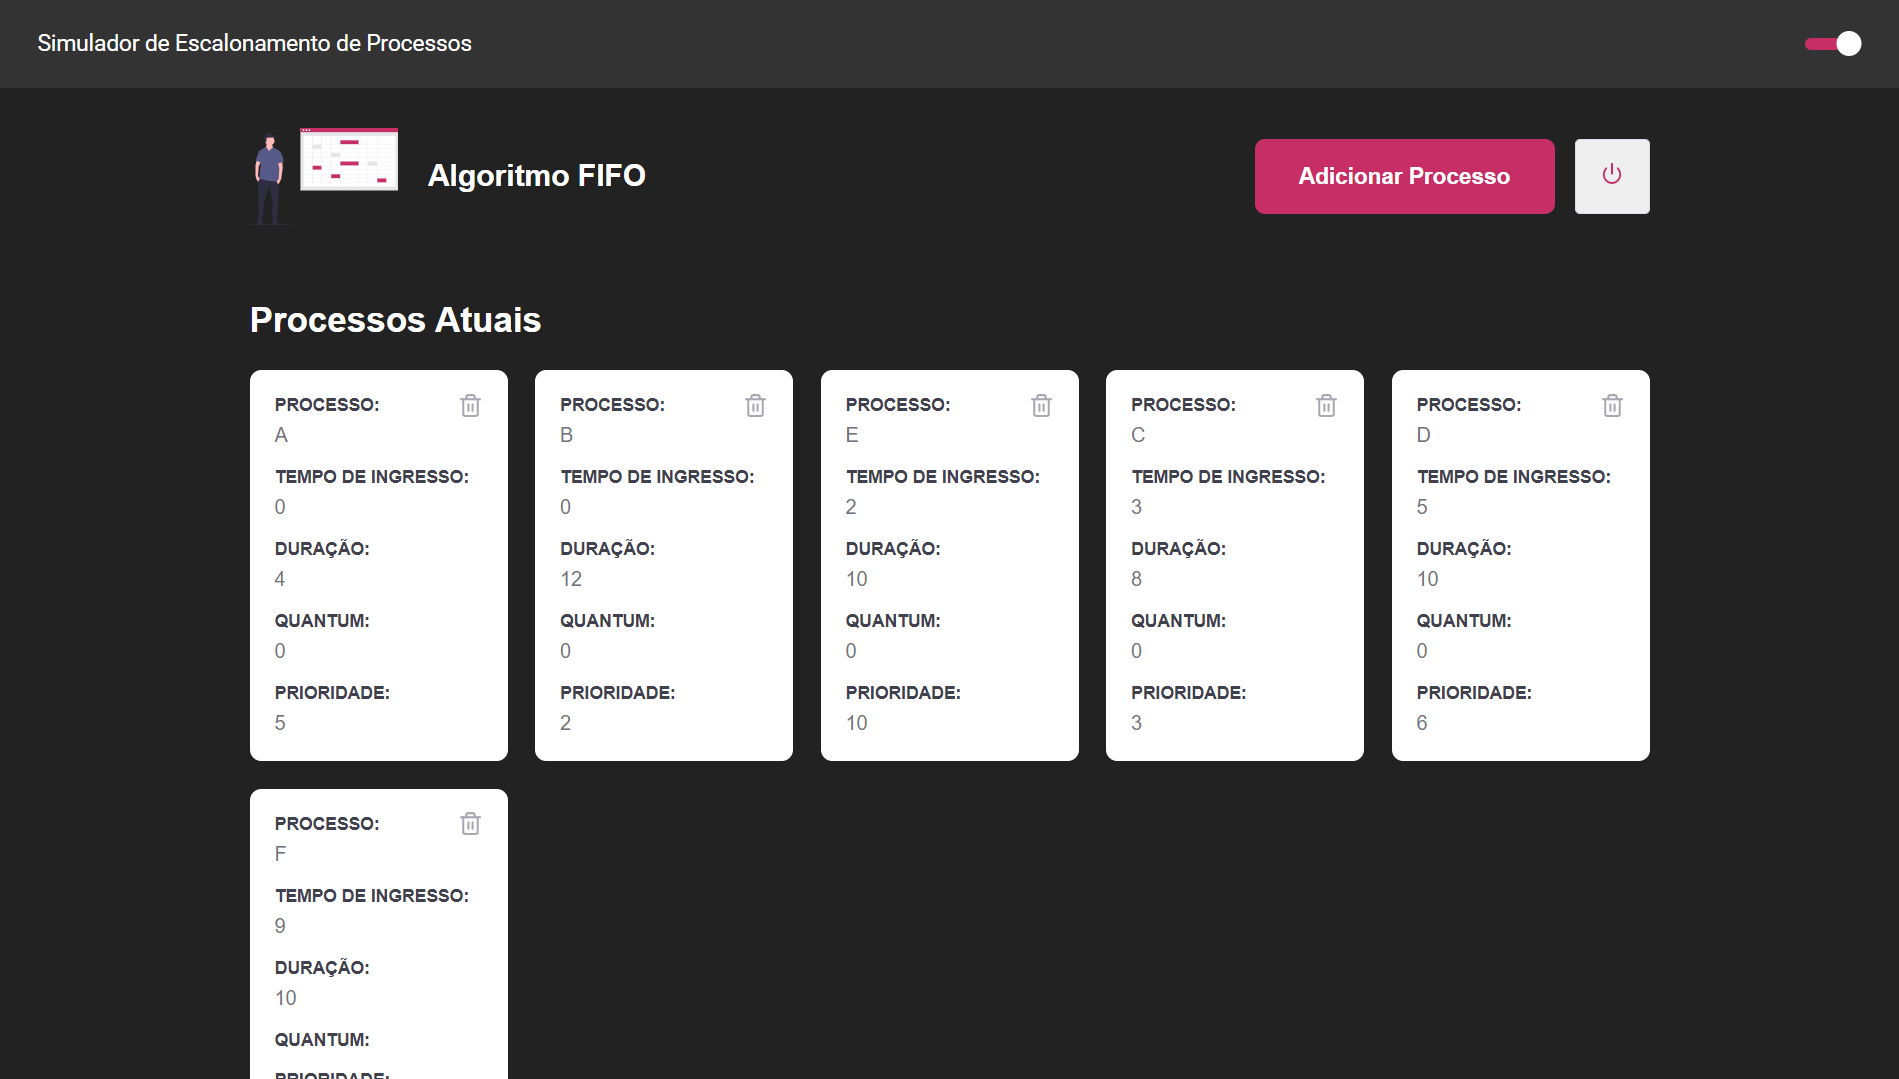 Simulador de Escalonamento de Processos
Algoritmo FIFO
Adicionar Processo
Processos Atuais
PROCESSO:
A
TEMPO DE INGRESSO:
0
DURAÇÃO:
4
QUANTUM:
0
PRIORIDADE:
5
PROCESSO:
B
TEMPO DE INGRESSO:
0
DURAÇÃO:
12
QUANTUM:
0
PRIORIDADE:
2
PROCESSO:
E
TEMPO DE INGRESSO:
2
DURAÇÃO:
10
QUANTUM:
0
PRIORIDADE:
10
PROCESSO:
C
TEMPO DE INGRESSO:
3
DURAÇÃO:
8
QUANTUM:
0
PRIORIDADE:
3
PROCESSO:
D
TEMPO DE INGRESSO:
5
DURAÇÃO:
10
QUANTUM:
0
PRIORIDADE:
6
PROCESSO:
F
TEMPO DE INGRESSO:
9
DURAÇÃO:
10
QUANTUM:
PRIORIDADE: